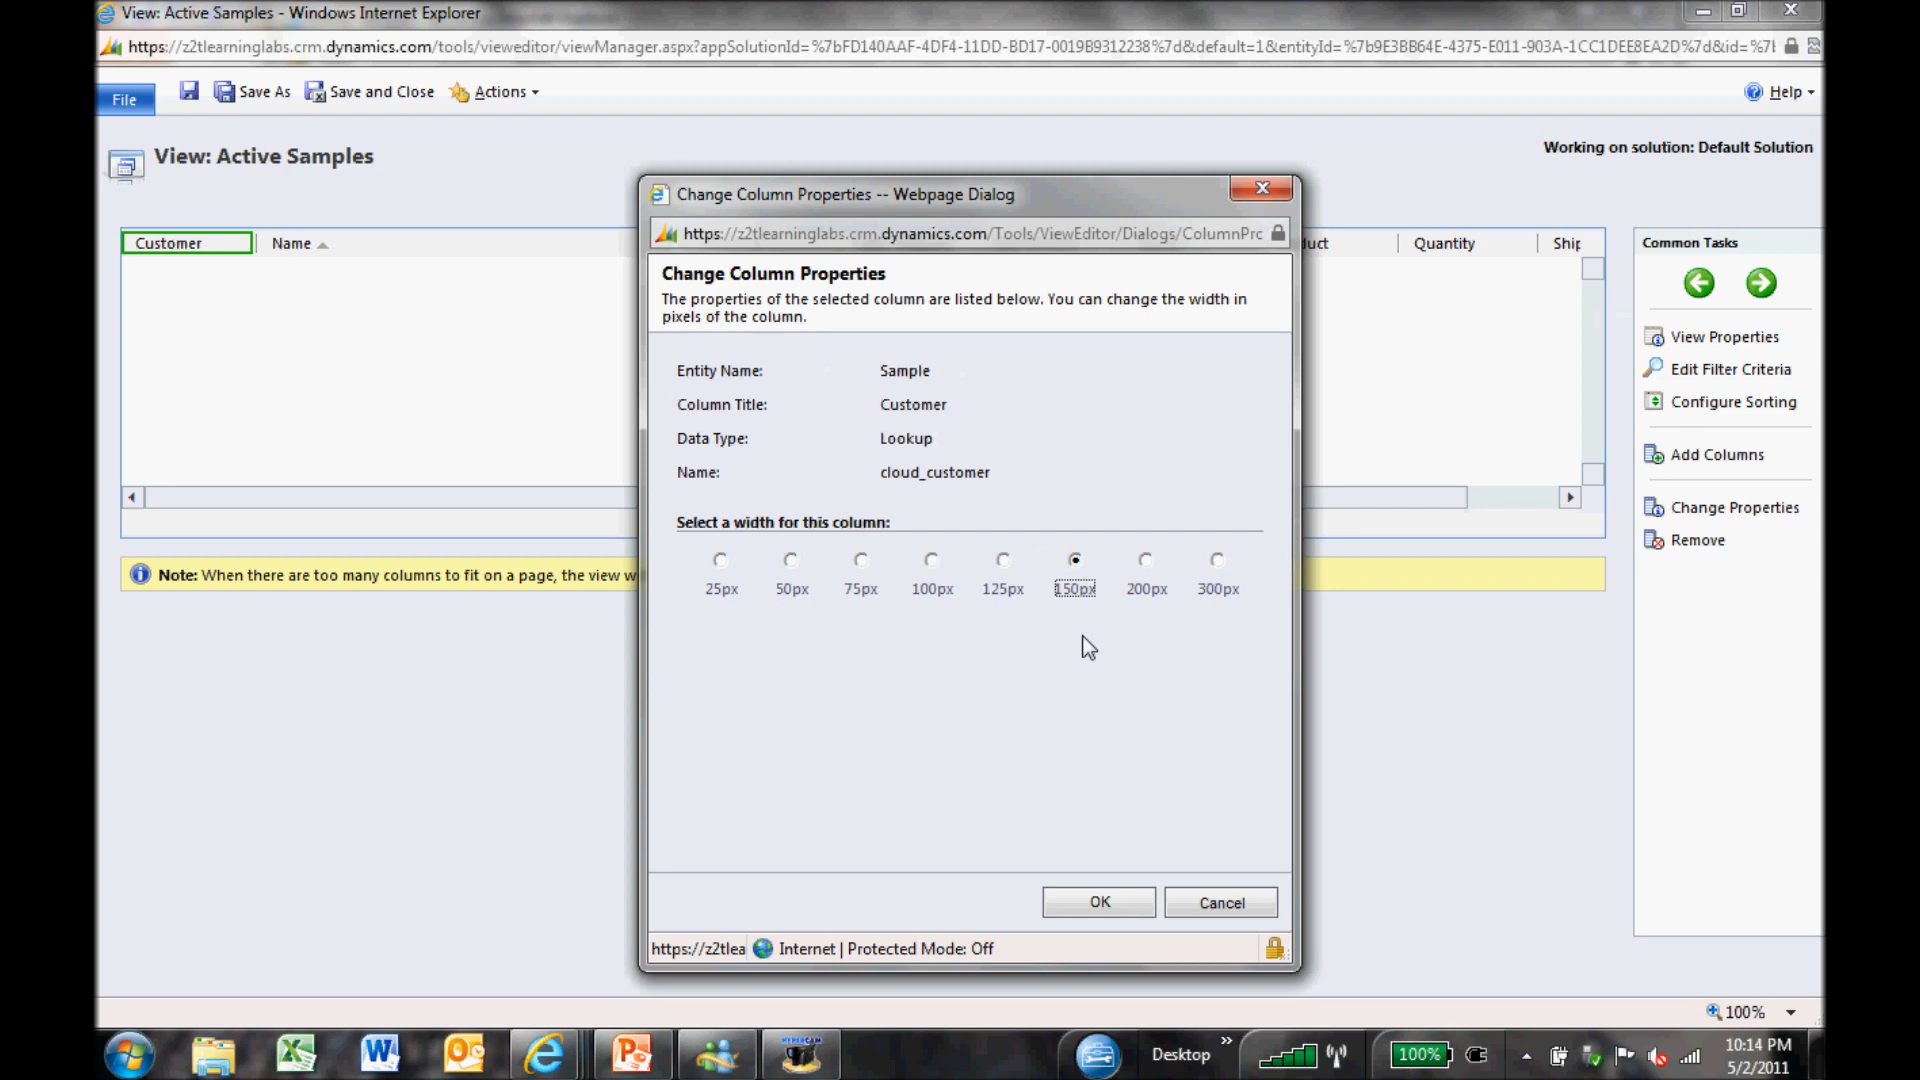 View: Active Samples - Windows Internet Explorer
https://z2tlearninglabs.crm.dynamics.com/tools/vieweditor/viewManager.aspx?appSolutionId=%7bFD140AAF-4DF4-11DD-BD17-0019B9312238%7d&default=1&entityId=%7b9E3BB64E-4375-E011-903A-1CC1DEE8EA2D%7d&id=%7b
File Save As Save and Close Actions Help
View: Active Samples
Working on solution: Default Solution
Change Column Properties -- Webpage Dialog
https://z2tlearninglabs.crm.dynamics.com/Tools/ViewEditor/Dialogs/ColumnPrc
Customer Name duct Quantity Ship
Common Tasks
Change Column Properties
The properties of the selected column are listed below. You can change the width in
pixels of the column.
View Properties
Edit Filter Criteria
Configure Sorting
Add Columns
Change Properties
Remove
Entity Name: Sample
Column Title: Customer
Data Type: Lookup
Name: cloud_customer
Select a width for this column:
25px 50px 75px 100px 125px 150px 200px 300px
Note: When there are too many columns to fit on a page, the view w
OK Cancel
https://z2tlea Internet | Protected Mode: Off
100%
HYPERCAM
Desktop
100%
10:14 PM
5/2/2011